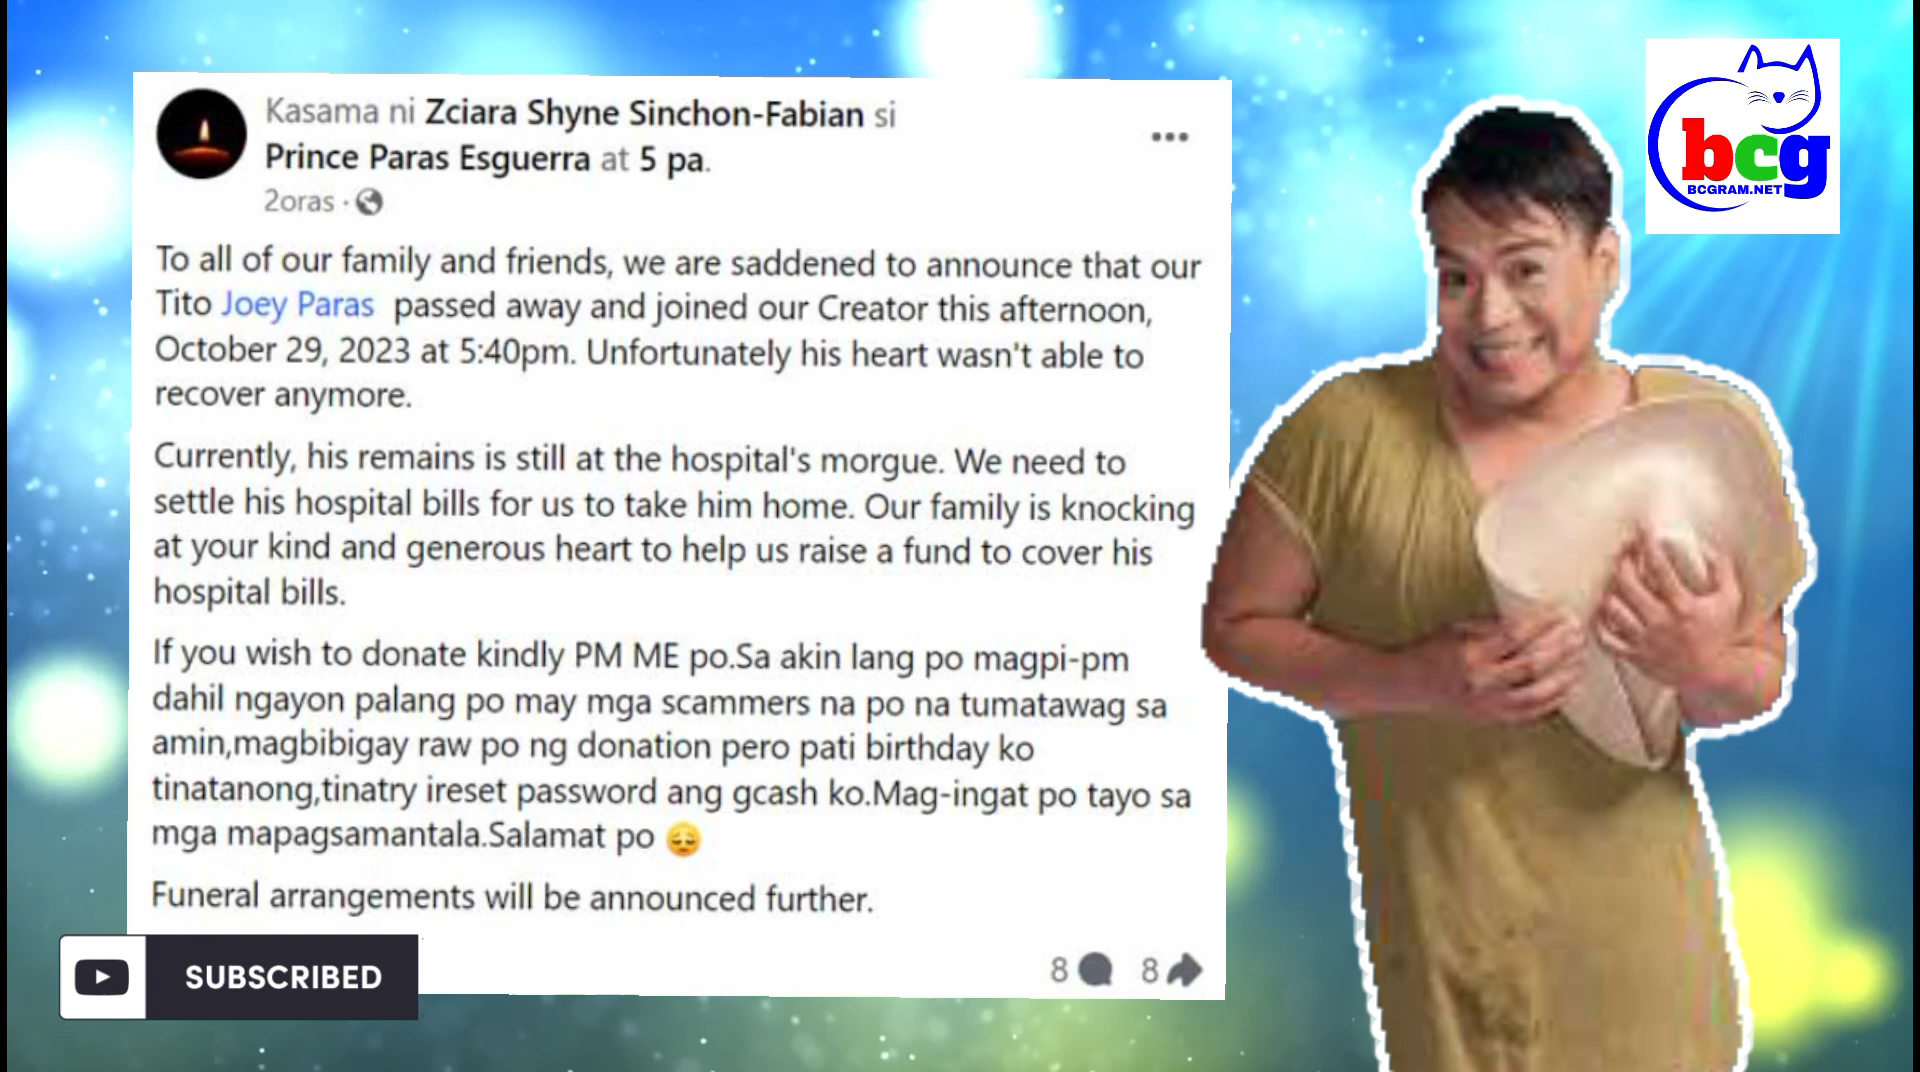 Kasama ni Zciara Shyne Sinchon-Fabian si
Prince Paras Esguerra at 5 pa.
2oras ·
To all of our family and friends, we are saddened to announce that our
Tito Joey Paras passed away and joined our Creator this afternoon,
October 29, 2023 at 5:40pm. Unfortunately his heart wasn't able to
recover anymore.
Currently, his remains is still at the hospital's morgue. We need to
settle his hospital bills for us to take him home. Our family is knocking
at your kind and generous heart to help us raise a fund to cover his
hospital bills.
If you wish to donate kindly PM ME po.Sa akin lang po magpi-pm
dahil ngayon palang po may mga scammers na po na tumatawag sa
amin,magbibigay raw po ng donation pero pati birthday ko
tinatanong,tinatry ireset password ang gcash ko.Mag-ingat po tayo sa
mga mapagsamantala.Salamat po 😔
Funeral arrangements will be announced further.
8 8
SUBSCRIBED
bcg
BCGRAM.NET